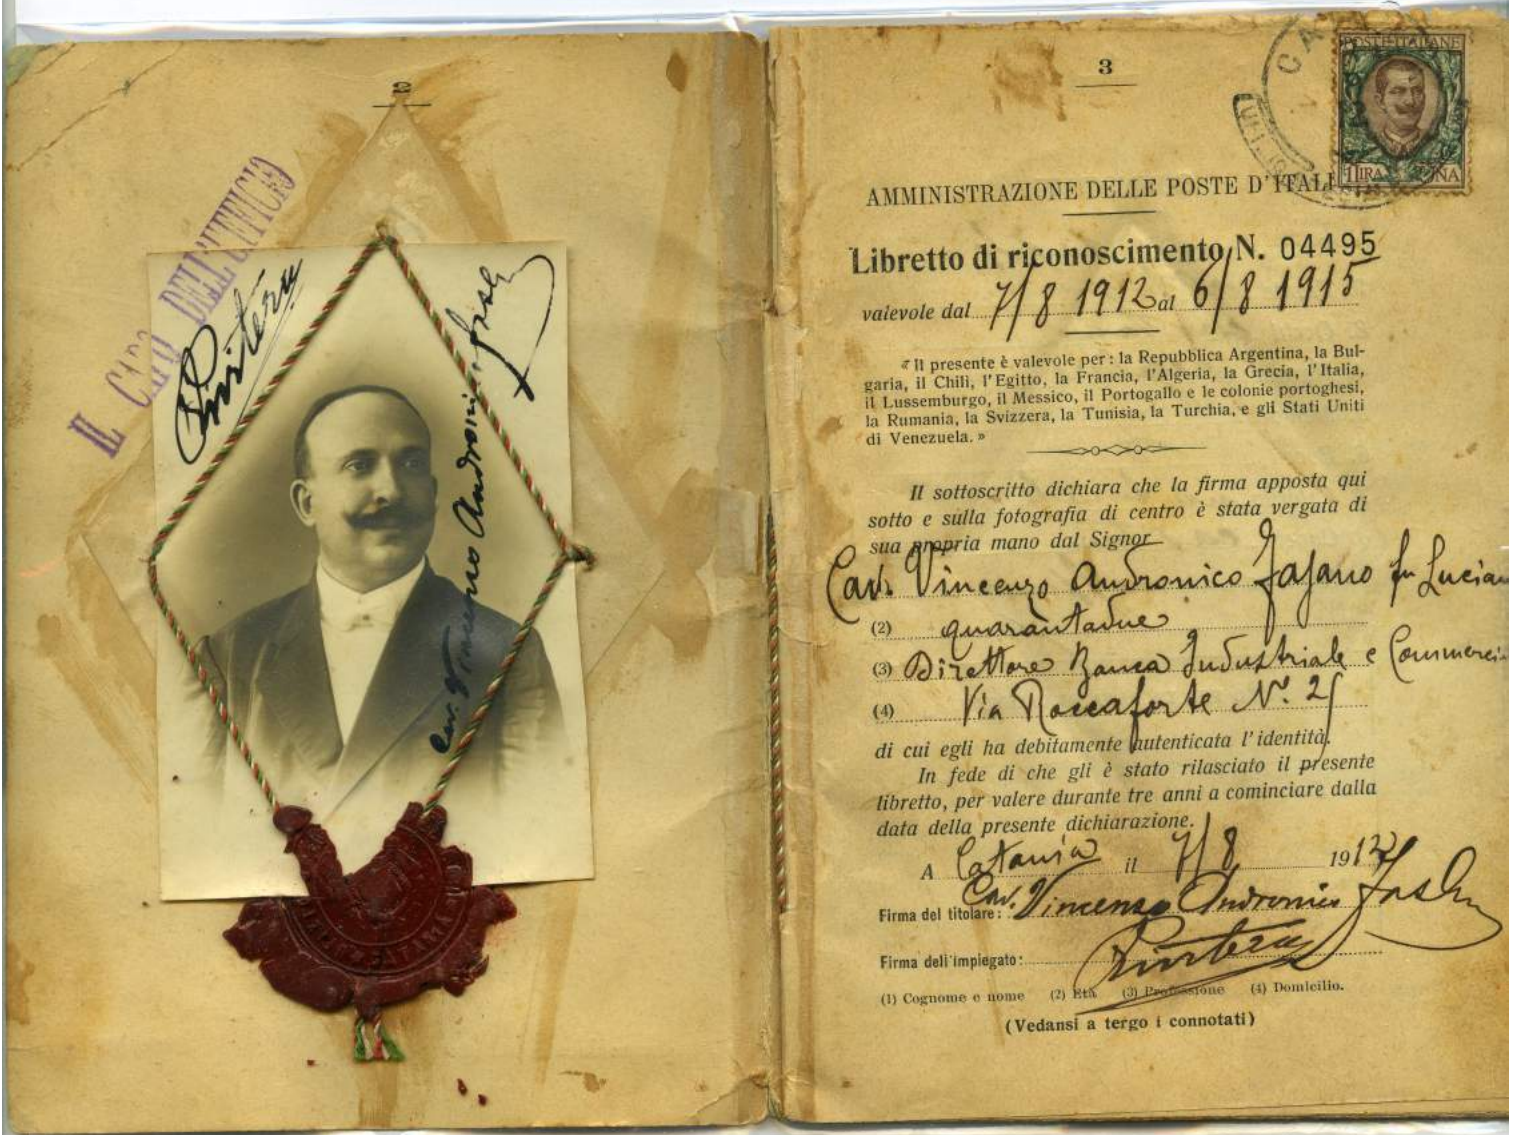 2
IL CAPO DELL'UFFICIO
Cav. Vincenzo Andronico
3
POSTE ITALIANE
1 LIRA UNA
CA
AMMINISTRAZIONE DELLE POSTE D'ITALI
Libretto di riconoscimento N. 04495
valevole dal 7/8 1912 al 6/8 1915
« Il presente è valevole per : la Repubblica Argentina, la Bul-
garia, il Chilì, l'Egitto, la Francia, l'Algeria, la Grecia, l'Italia,
il Lussemburgo, il Messico, il Portogallo e le colonie portoghesi,
la Rumania, la Svizzera, la Tunisia, la Turchia, e gli Stati Uniti
di Venezuela. »
Il sottoscritto dichiara che la firma apposta qui
sotto e sulla fotografia di centro è stata vergata di
sua propria mano dal Signor
Cav. Vincenzo Andronico Fasano fu Lucian
(2) quarantadue
(3) Direttore Banca Industriale e Commerci
(4) Via Roccaforte N.º
di cui egli ha debitamente autenticata l'identità.
In fede di che gli è stato rilasciato il presente
libretto, per valere durante tre anni a cominciare dalla
data della presente dichiarazione.
A Catania il 7/8 1912
Firma del titolare: Cav. Vincenzo Andronico
Firma dell'impiegato:
(1) Cognome e nome (2) Età (3) Professione (4) Domicilio.
(Vedansi a tergo i connotati)